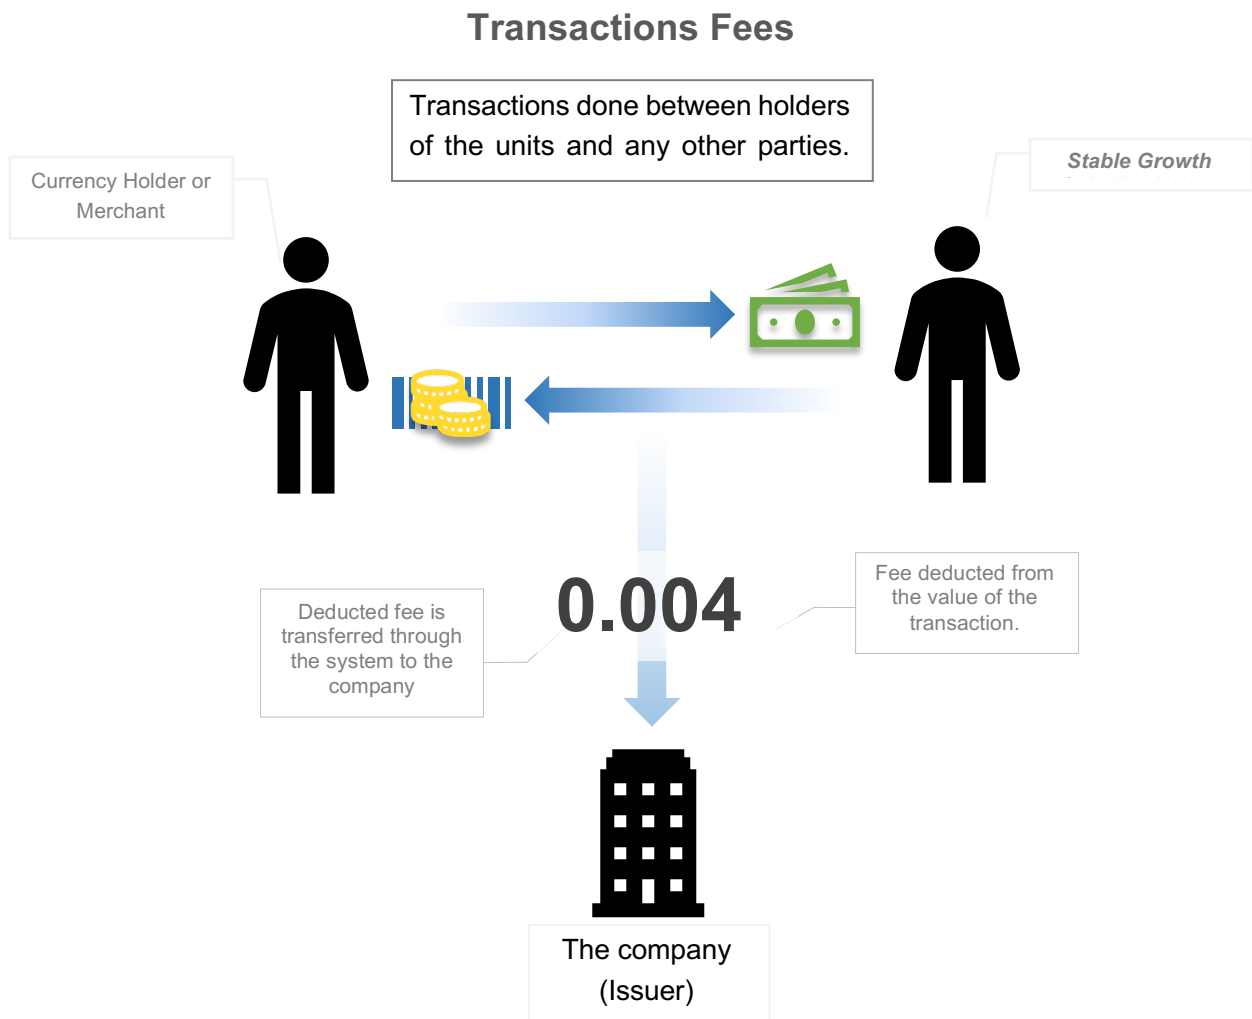 Transactions Fees
Transactions done between holders
of the units and any other parties.
Currency Holder or
Merchant
Stable Growth
0.004
Fee deducted from
the value of the
transaction.
Deducted fee is
transferred through
the system to the
company
The company
(Issuer)